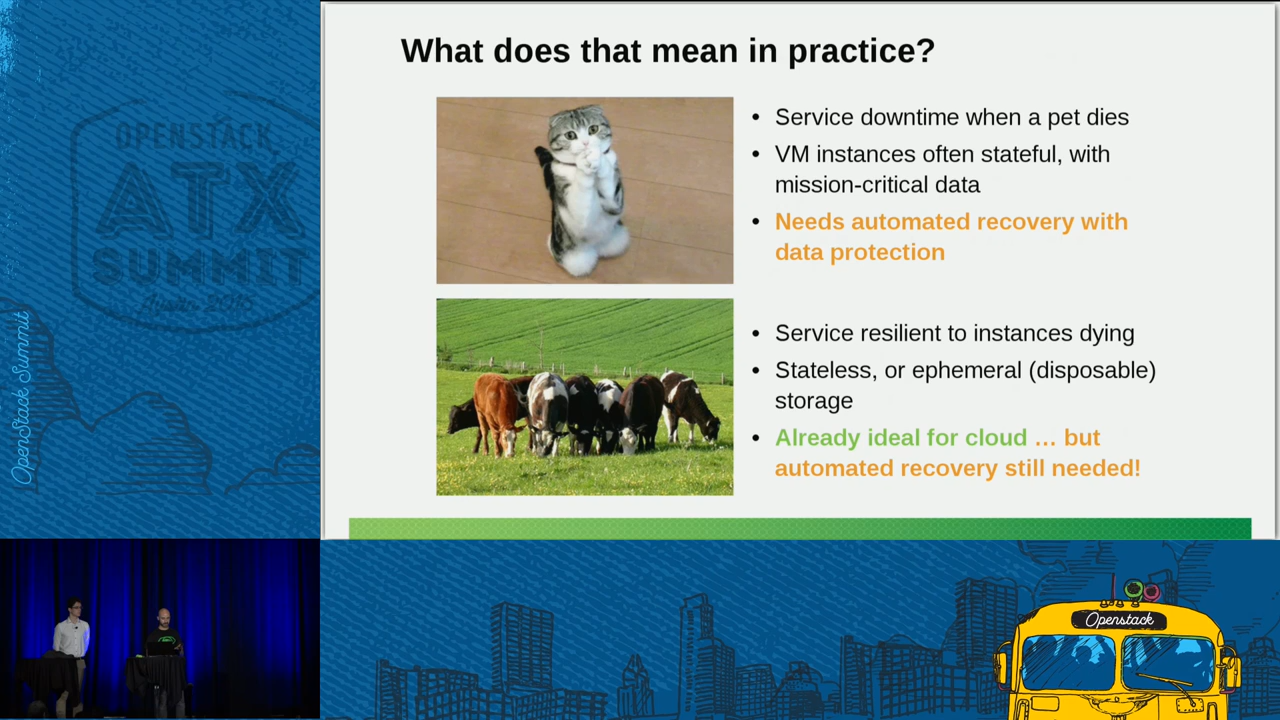 What does that mean in practice?
• Service downtime when a pet dies
• VM instances often stateful, with
mission-critical data
• Needs automated recovery with
data protection
• Service resilient to instances dying
• Stateless, or ephemeral (disposable)
storage
• Already ideal for cloud … but
automated recovery still needed!
OPENSTACK
ATX
SUMMIT
Austin 2016
OpenStack Summit
Openstack